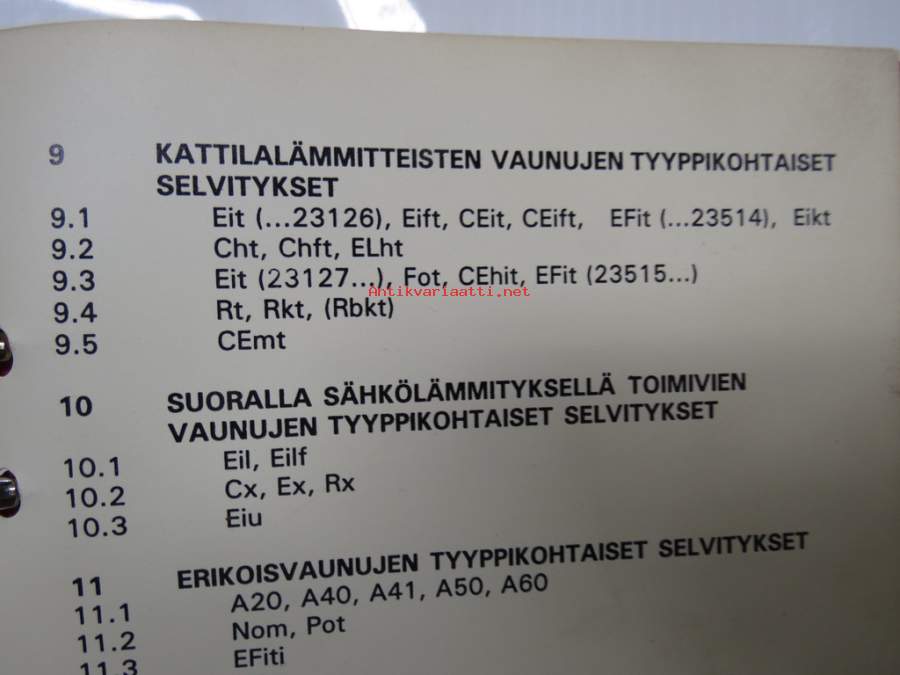 9 KATTILALÄMMITTEISTEN VAUNUJEN TYYPPIKOHTAISET
SELVITYKSET
9.1 Eit (...23126), Eift, CEit, CEift, EFit (...23514), Eikt
9.2 Cht, Chft, ELht
9.3 Eit (23127...), Fot, CEhit, EFit (23515...)
Antikvariaatti.net
9.4 Rt, Rkt, (Rbkt)
9.5 CEmt
10 SUORALLA SÄHKÖLÄMMITYKSELLÄ TOIMIVIEN
VAUNUJEN TYYPPIKOHTAISET SELVITYKSET
10.1 Eil, Eilf
10.2 Cx, Ex, Rx
10.3 Eiu
11 ERIKOISVAUNUJEN TYYPPIKOHTAISET SELVITYKSET
11.1 A20, A40, A41, A50, A60
11.2 Nom, Pot
11.3 EFiti